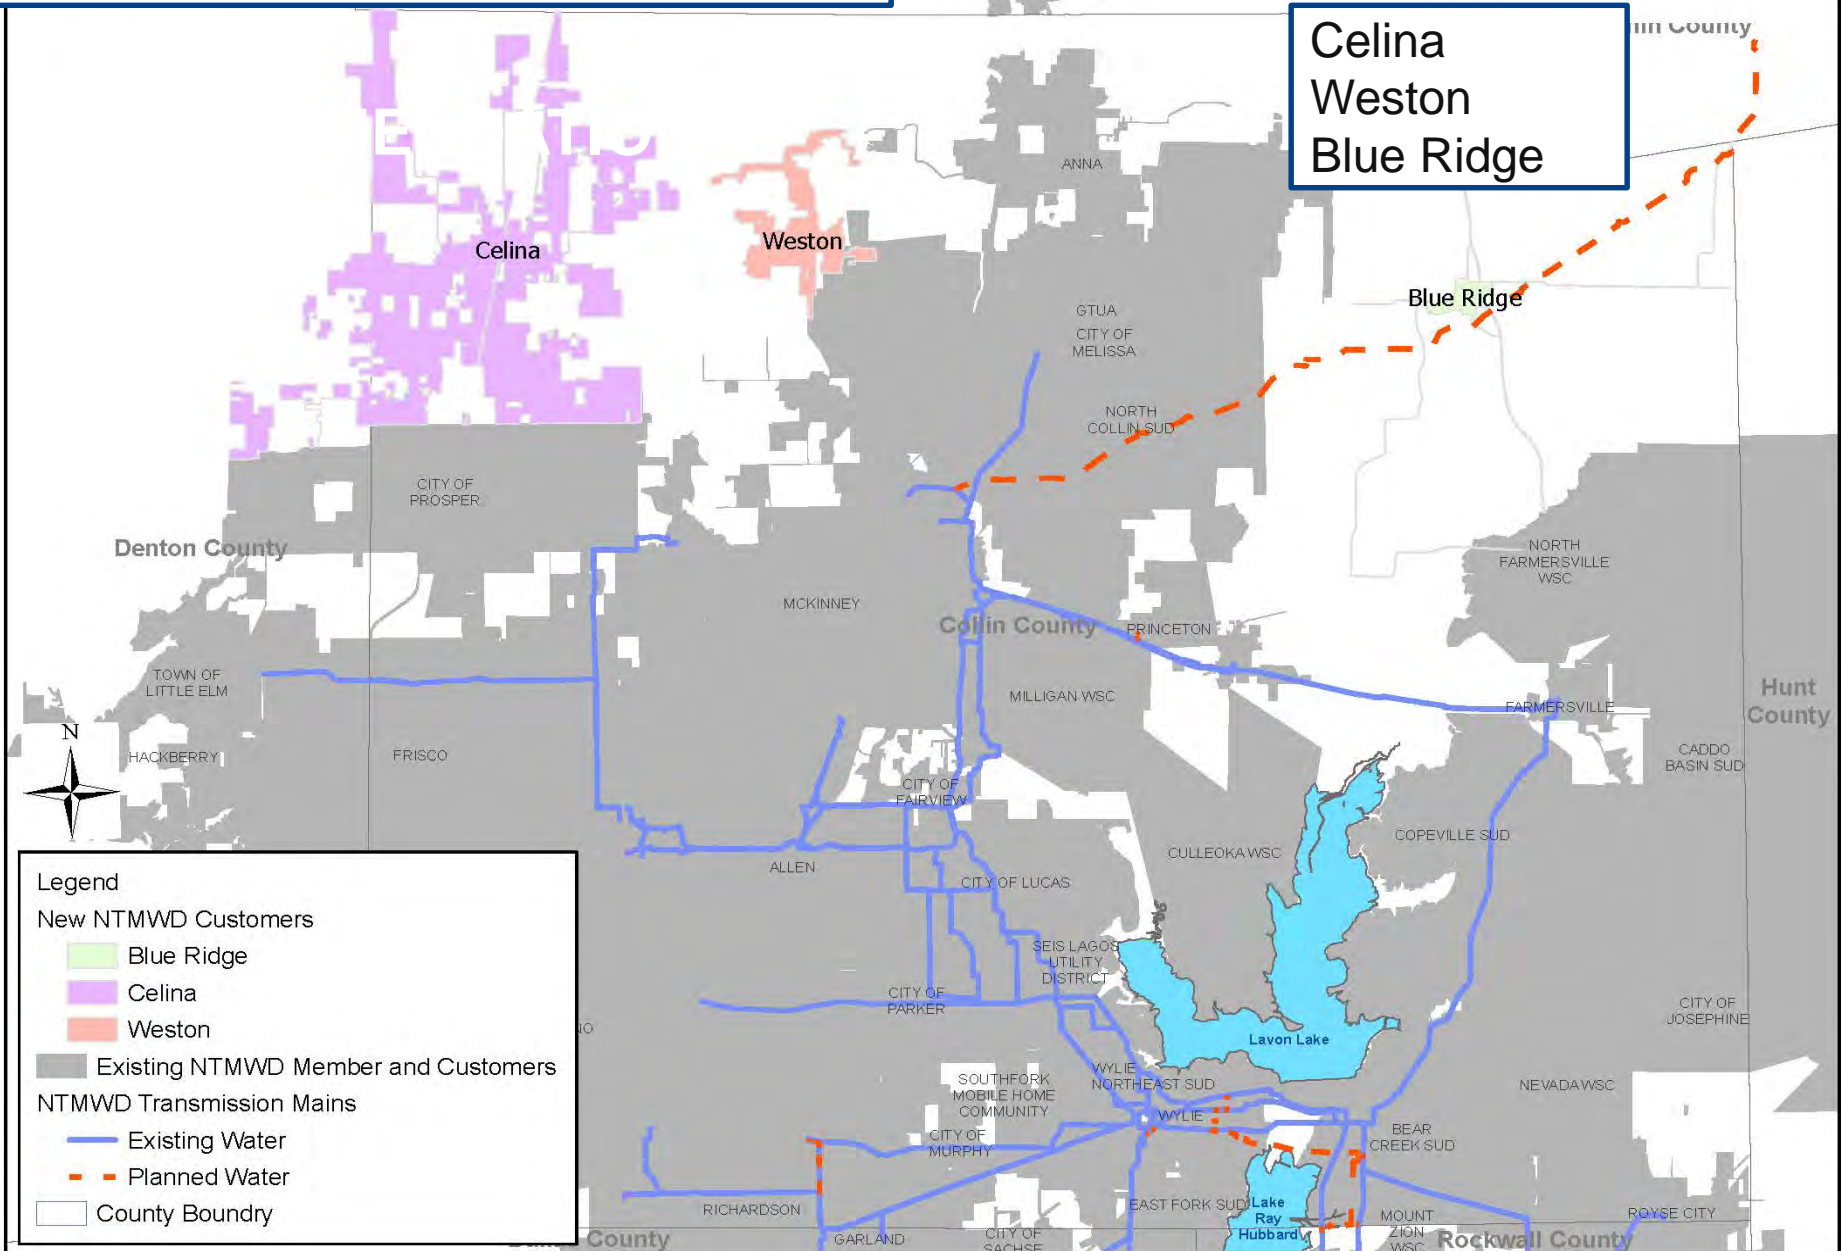 Celina
Weston
Blue Ridge
County
ANNA
Celina
Weston
Blue Ridge
GTUA
CITY OF
MELISSA
NORTH
COLLIN SUD
CITY OF
PROSPER
Denton County
NORTH
FARMERSVILLE
WSC
MCKINNEY
Collin County
PRINCETON
TOWN OF
LITTLE ELM
MILLIGAN WSC
Hunt
County
FARMERSVILLE
N
HACKBERRY
FRISCO
CADDO
BASIN SUD
CITY OF
FAIRVIEW
COPEVILLE SUD
CULLEOKA WSC
ALLEN
CITY OF LUCAS
SEIS LAGOS
UTILITY
DISTRICT
CITY OF
PARKER
CITY OF
JOSEPHINE
Lavon Lake
WYLIE
NORTHEAST SUD
SOUTHFORK
MOBILE HOME
COMMUNITY
NEVADA WSC
WYLIE
CITY OF
MURPHY
BEAR
CREEK SUD
RICHARDSON
EAST FORK SUD
Lake
Ray
Hubbard
MOUNT
ZION
WSC
ROYSE CITY
County
GARLAND
CITY OF
SACHSE
Rockwall County
Legend
New NTMWD Customers
Blue Ridge
Celina
Weston
Existing NTMWD Member and Customers
NTMWD Transmission Mains
Existing Water
Planned Water
County Boundry